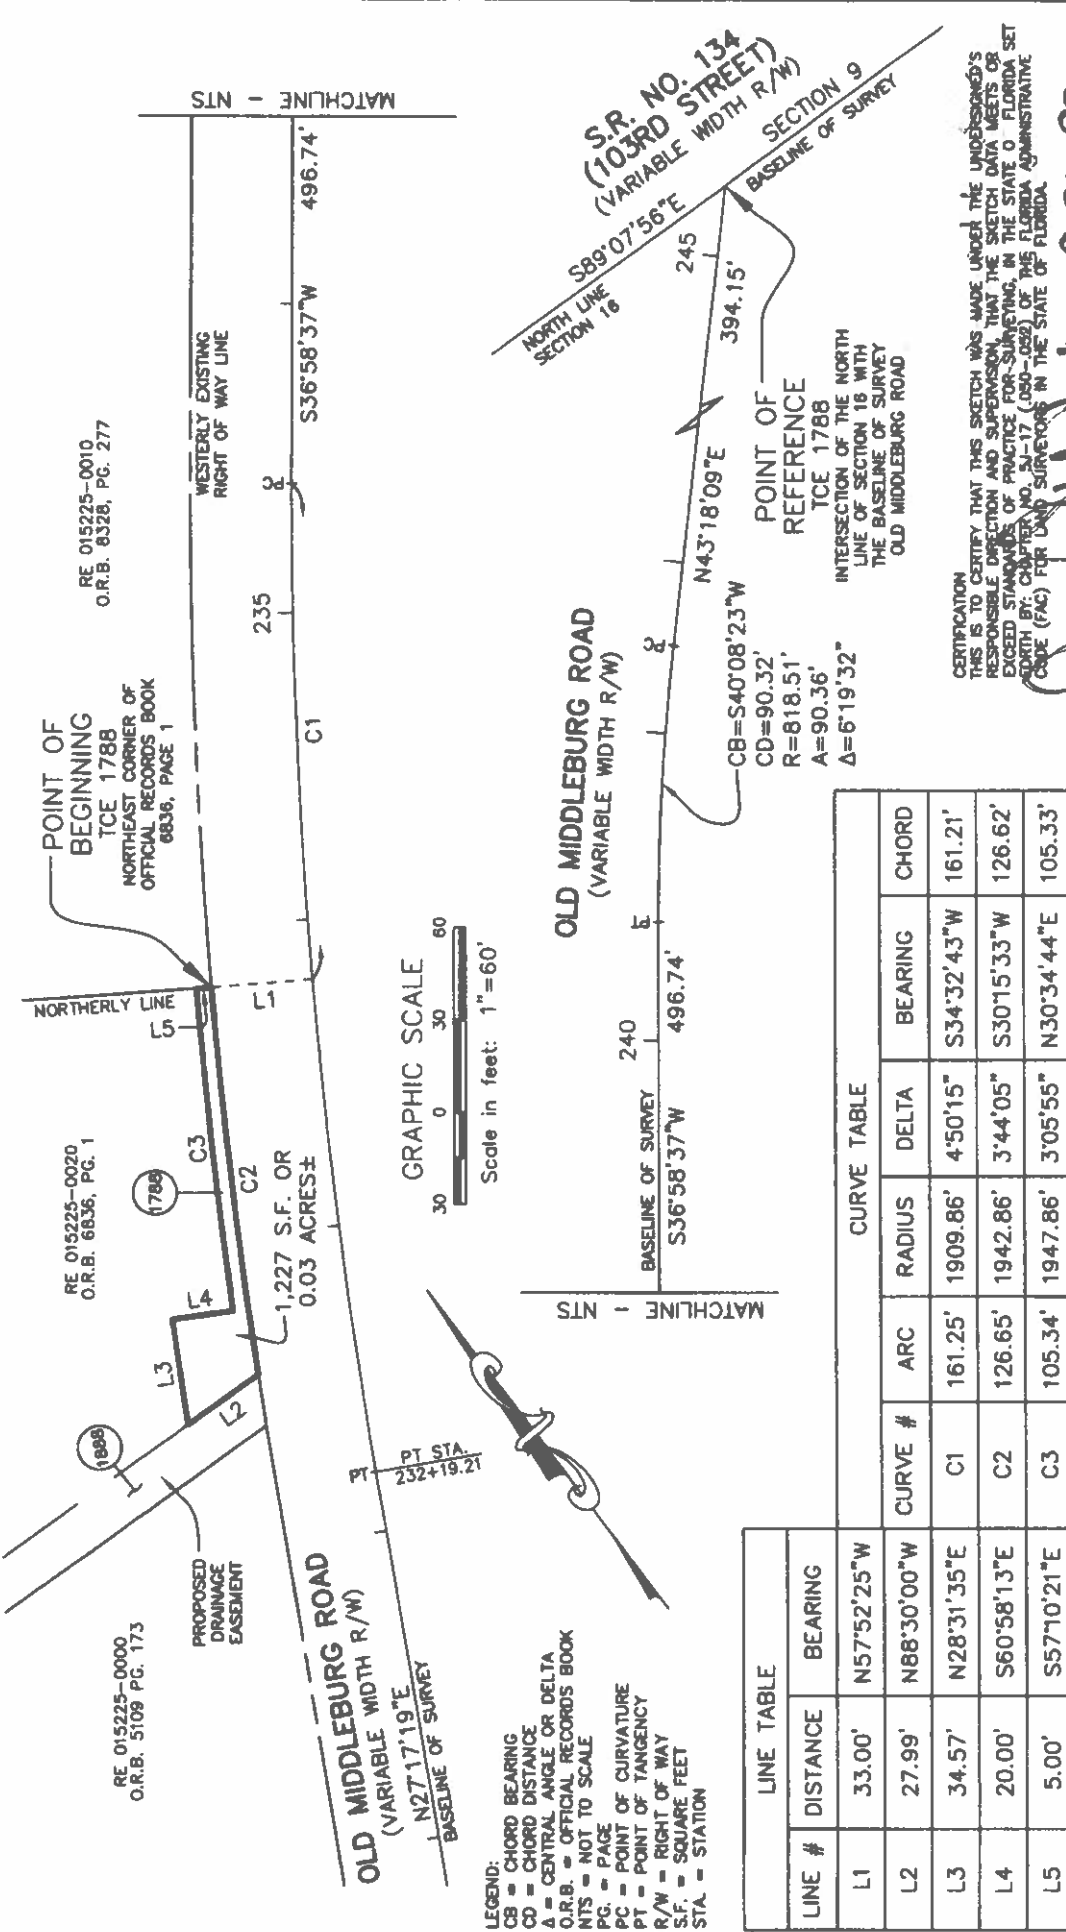 RE 015225-0000
O.R.B. 5109 PG. 173
PROPOSED
DRAINAGE
EASEMENT
1888
RE 015225-0020
O.R.B. 6836, PG. 1
1788
NORTHERLY LINE
POINT OF
BEGINNING
TCE 1788
NORTHEAST CORNER OF
OFFICIAL RECORDS BOOK
6836, PAGE 1
RE 015225-0010
O.R.B. 8328, PG. 277
WESTERLY EXISTING
RIGHT OF WAY LINE
MATCHLINE - NTS
L2
L3
L4
C3
C2
L5
L1
C1
235
PC
S36°58'37"W
496.74'
1,227 S.F. OR
0.03 ACRES±
PT
PT STA.
232+19.21
OLD MIDDLEBURG ROAD
(VARIABLE WIDTH R/W)
N27°17'19"E
BASELINE OF SURVEY
GRAPHIC SCALE
30 0 30 60
Scale in feet: 1"=60'
LEGEND:
CB = CHORD BEARING
CD = CHORD DISTANCE
Δ = CENTRAL ANGLE OR DELTA
O.R.B. = OFFICIAL RECORDS BOOK
NTS = NOT TO SCALE
PG. = PAGE
PC = POINT OF CURVATURE
PT = POINT OF TANGENCY
R/W = RIGHT OF WAY
S.F. = SQUARE FEET
STA. = STATION
MATCHLINE - NTS
BASELINE OF SURVEY
S36°58'37"W
240
496.74'
PT
OLD MIDDLEBURG ROAD
(VARIABLE WIDTH R/W)
PC
CB=S40°08'23"W
CD=90.32'
R=818.51'
A=90.36'
Δ=6°19'32"
N43°18'09"E
394.15'
245
NORTH LINE
SECTION 16
S89°07'56"E
S.R. NO. 134
(103RD STREET)
(VARIABLE WIDTH R/W)
SECTION 9
BASELINE OF SURVEY
POINT OF
REFERENCE
TCE 1788
INTERSECTION OF THE NORTH
LINE OF SECTION 16 WITH
THE BASELINE OF SURVEY
OLD MIDDLEBURG ROAD
LINE TABLE
LINE # DISTANCE BEARING
L1 33.00' N57°52'25"W
L2 27.99' N88°30'00"W
L3 34.57' N28°31'35"E
L4 20.00' S60°58'13"E
L5 5.00' S57°10'21"E
CURVE TABLE
CURVE # ARC RADIUS DELTA BEARING CHORD
C1 161.25' 1909.86' 4°50'15" S34°32'43"W 161.21'
C2 126.65' 1942.86' 3°44'05" S30°15'33"W 126.62'
C3 105.34' 1947.86' 3°05'55" N30°34'44"E 105.33'
CERTIFICATION
THIS IS TO CERTIFY THAT THIS SKETCH WAS MADE UNDER THE UNDERSIGNED'S
RESPONSIBLE DIRECTION AND SUPERVISION, THAT THE SKETCH DATA MEETS OR
EXCEED STANDARDS OF PRACTICE FOR SURVEYING, IN THE STATE O FLORIDA SET
FORTH BY: CHAPTER NO. 5J-17 (.050-.052) OF THE FLORIDA ADMINISTRATIVE
CODE (FAC) FOR LAND SURVEYORS IN THE STATE OF FLORIDA.